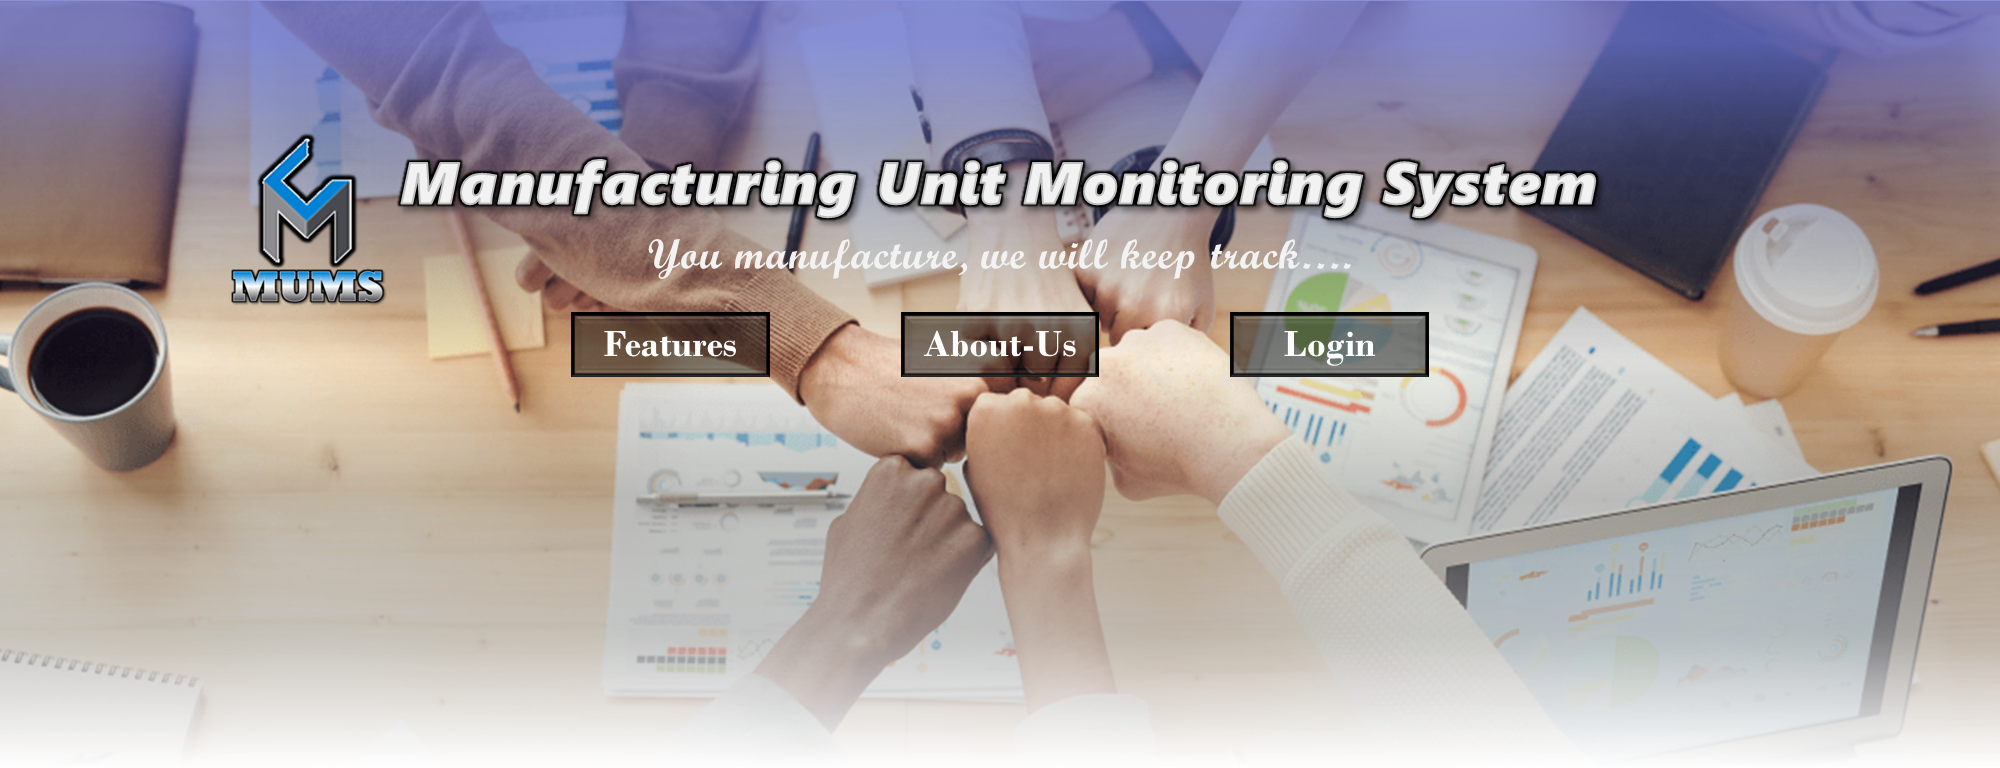 Manufacturing Unit Monitoring System
You manufacture, we will keep track....
MUMS
Features
About-Us
Login